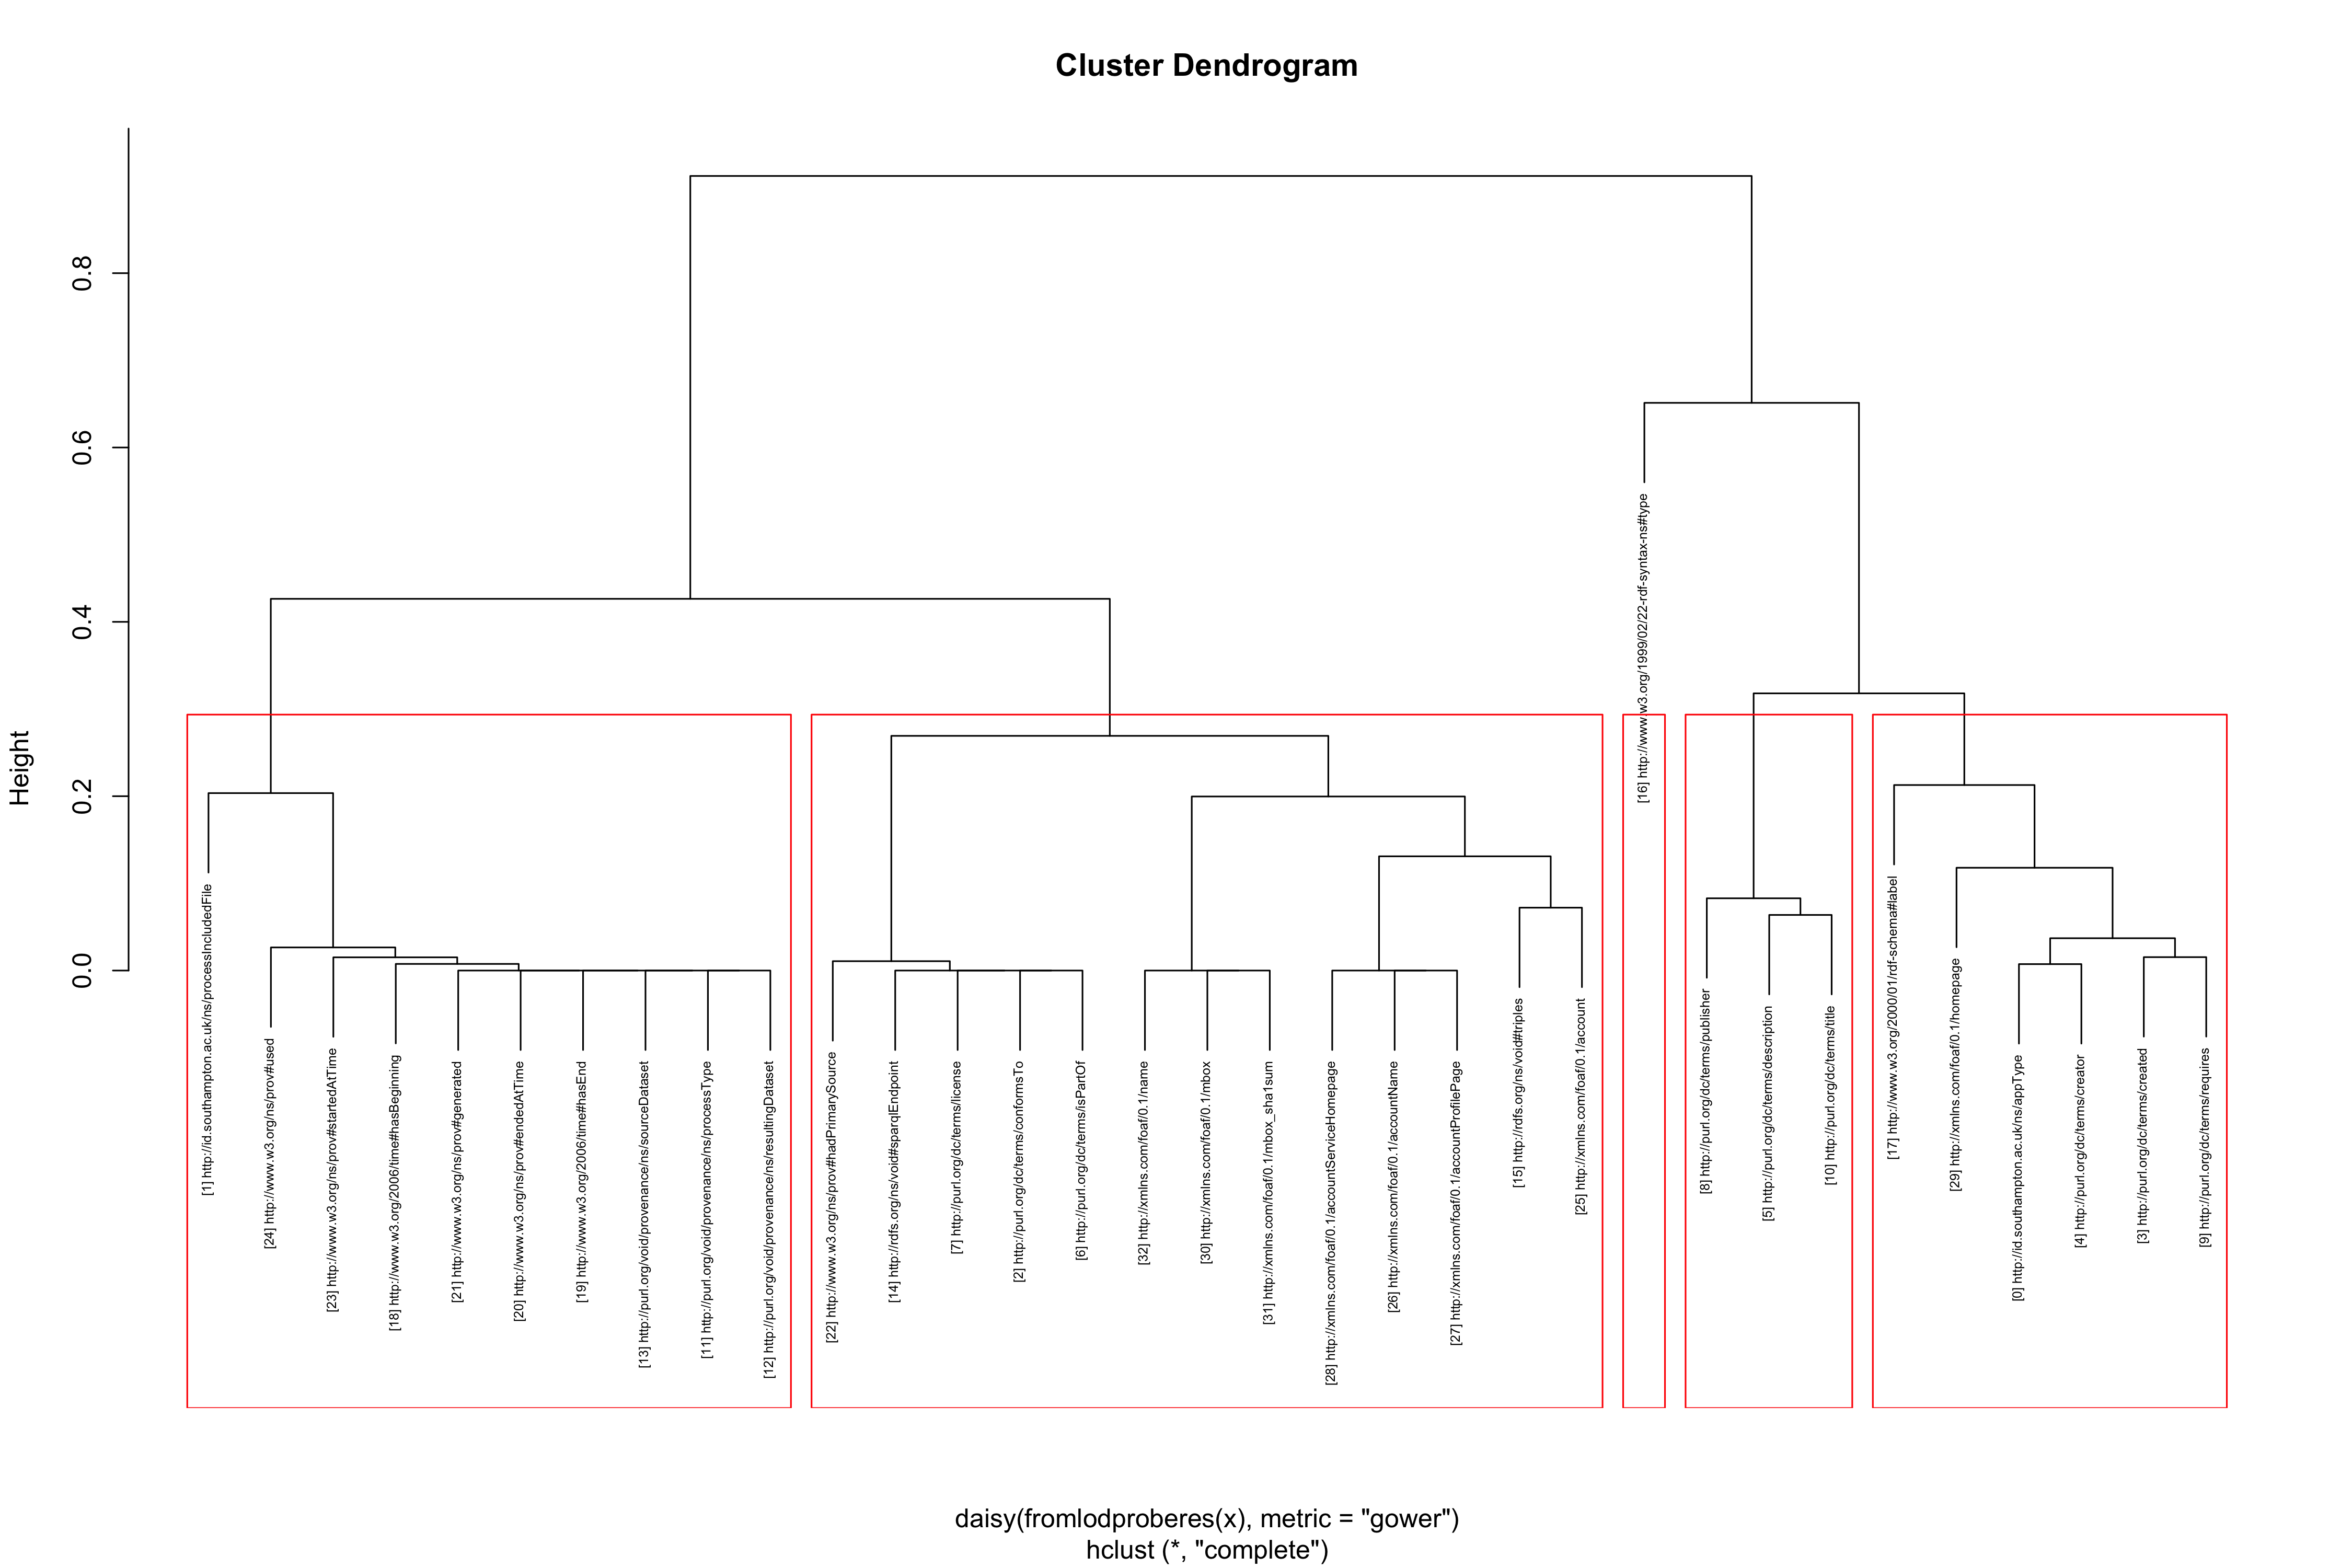 Cluster Dendrogram
Height
0.0
0.2
0.4
0.6
0.8
[1] http://id.southampton.ac.uk/ns/processIncludedFile
[24] http://www.w3.org/ns/prov#used
[23] http://www.w3.org/ns/prov#startedAtTime
[18] http://www.w3.org/2006/time#hasBeginning
[21] http://www.w3.org/ns/prov#generated
[20] http://www.w3.org/ns/prov#endedAtTime
[19] http://www.w3.org/2006/time#hasEnd
[13] http://purl.org/void/provenance/ns/sourceDataset
[11] http://purl.org/void/provenance/ns/processType
[12] http://purl.org/void/provenance/ns/resultingDataset
[22] http://www.w3.org/ns/prov#hadPrimarySource
[14] http://rdfs.org/ns/void#sparqlEndpoint
[7] http://purl.org/dc/terms/license
[2] http://purl.org/dc/terms/conformsTo
[6] http://purl.org/dc/terms/isPartOf
[32] http://xmlns.com/foaf/0.1/name
[30] http://xmlns.com/foaf/0.1/mbox
[31] http://xmlns.com/foaf/0.1/mbox_sha1sum
[28] http://xmlns.com/foaf/0.1/accountServiceHomepage
[26] http://xmlns.com/foaf/0.1/accountName
[27] http://xmlns.com/foaf/0.1/accountProfilePage
[15] http://rdfs.org/ns/void#triples
[25] http://xmlns.com/foaf/0.1/account
[16] http://www.w3.org/1999/02/22-rdf-syntax-ns#type
[8] http://purl.org/dc/terms/publisher
[5] http://purl.org/dc/terms/description
[10] http://purl.org/dc/terms/title
[17] http://www.w3.org/2000/01/rdf-schema#label
[29] http://xmlns.com/foaf/0.1/homepage
[0] http://id.southampton.ac.uk/ns/appType
[4] http://purl.org/dc/terms/creator
[3] http://purl.org/dc/terms/created
[9] http://purl.org/dc/terms/requires
daisy(fromlodproberes(x), metric = "gower")
hclust (*, "complete")